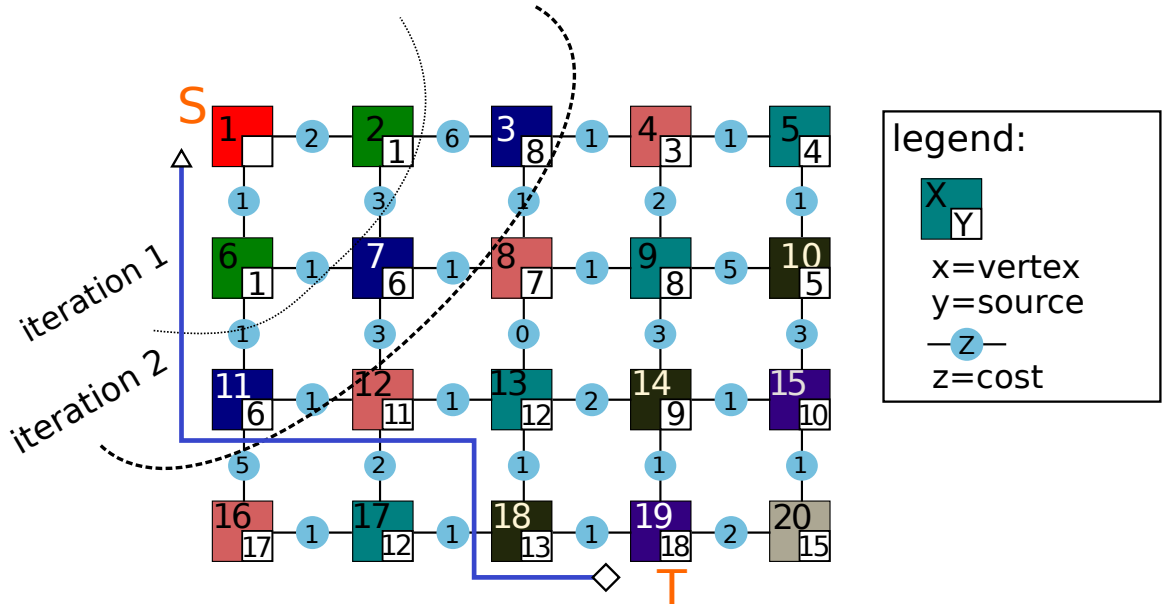 S
1 2 2 1 6 3 8 1 4 3 1 5 4
1 3 1 2 1
6 1 1 7 6 1 8 7 1 9 8 5 10 5
iteration 1
1 3 0 3 3
iteration 2
11 6 1 12 11 1 13 12 2 14 9 1 15 10
5 2 1 1 1
16 17 1 17 12 1 18 13 1 19 18 2 20 15
T
legend:
X
Y
x=vertex
y=source
z
z=cost